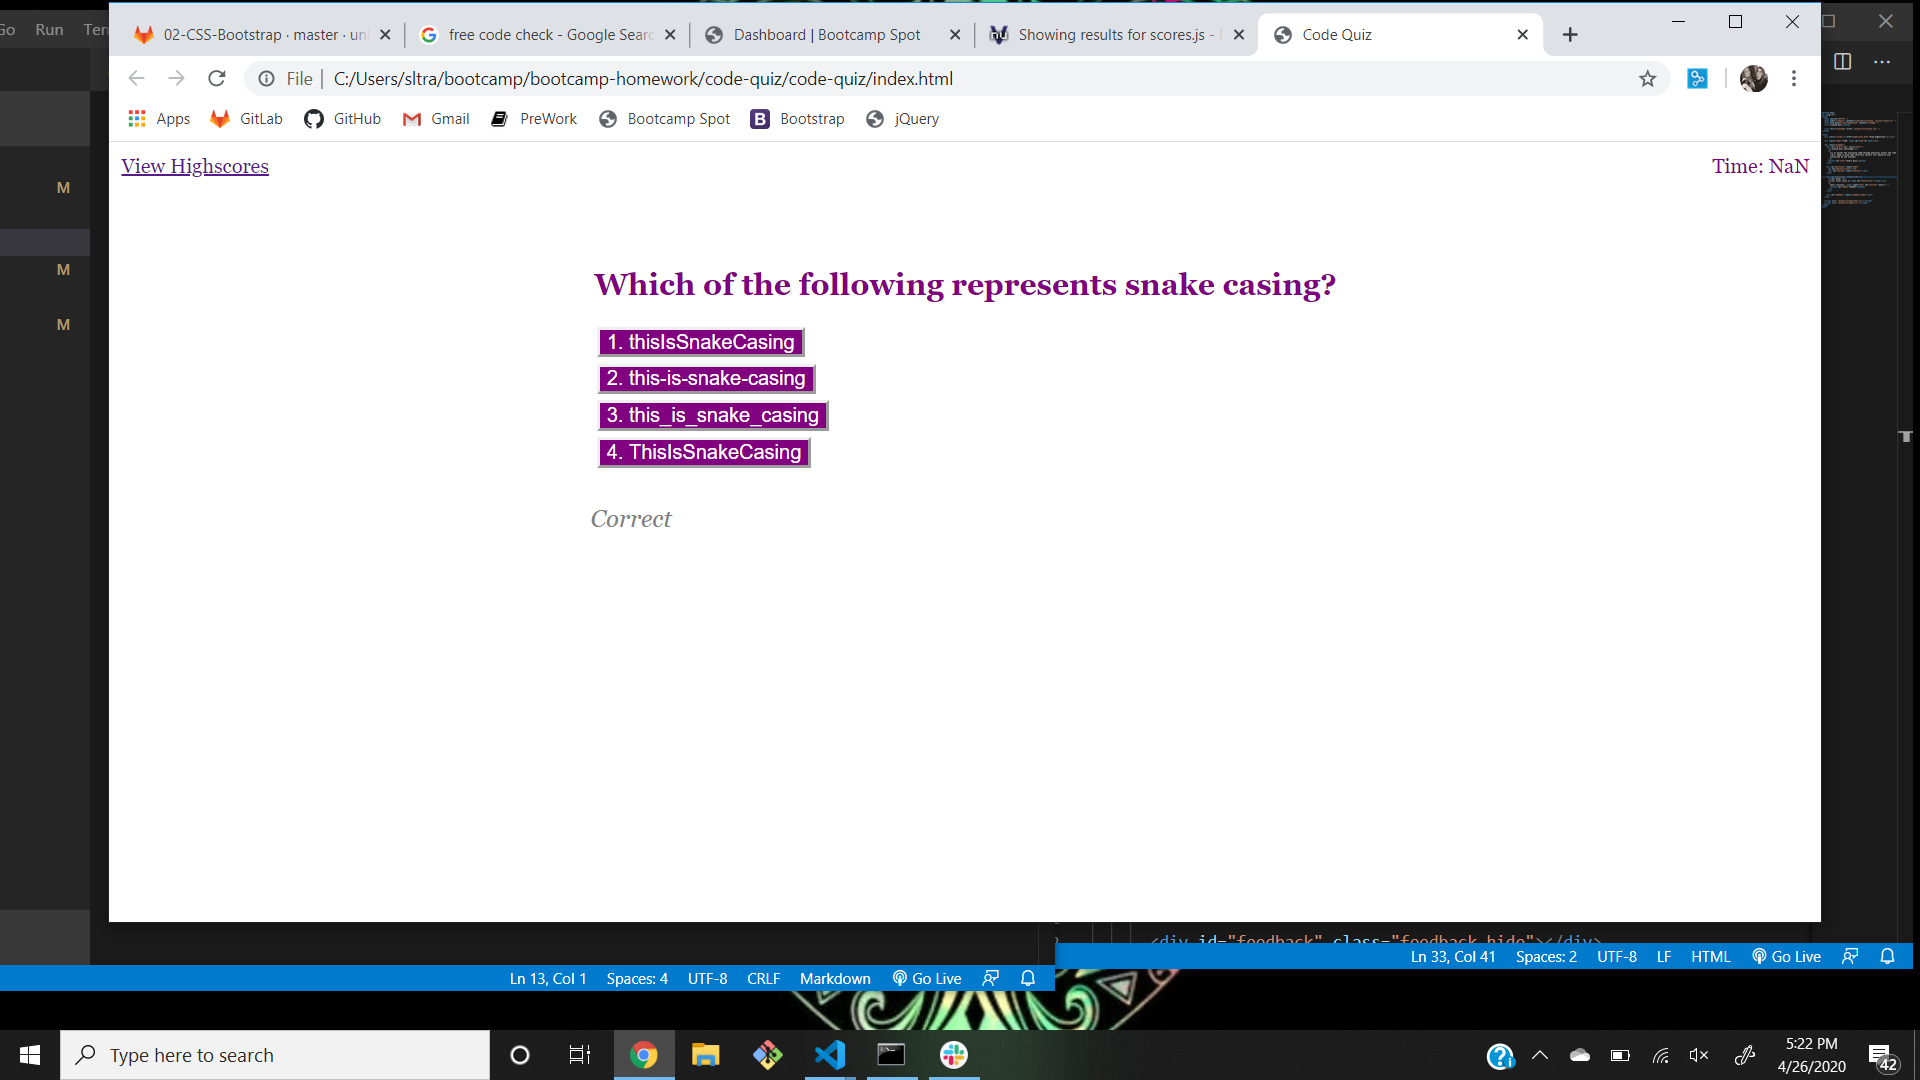 Go Run
02-CSS-Bootstrap · master · un
free code check - Google Searc
Dashboard | Bootcamp Spot
Showing results for scores.js -
Code Quiz
File | C:/Users/sltra/bootcamp/bootcamp-homework/code-quiz/code-quiz/index.html
Apps GitLab GitHub Gmail PreWork Bootcamp Spot Bootstrap jQuery
View Highscores
Time: NaN
M
M
M
Which of the following represents snake casing?
1. thisIsSnakeCasing
2. this-is-snake-casing
3. this_is_snake_casing
4. ThisIsSnakeCasing
Correct
<div id="feedback" class="feedback hide"></div>
Ln 33, Col 41 Spaces: 2 UTF-8 LF HTML Go Live
Ln 13, Col 1 Spaces: 4 UTF-8 CRLF Markdown Go Live
Type here to search
5:22 PM
4/26/2020
42